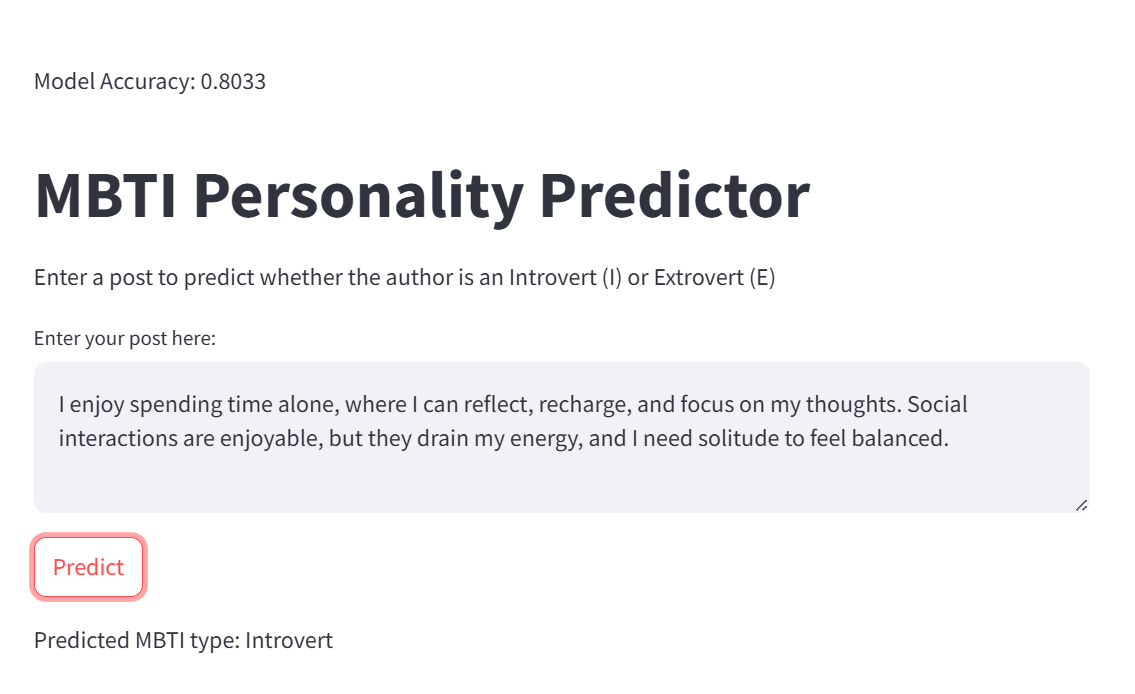 Model Accuracy: 0.8033
MBTI Personality Predictor
Enter a post to predict whether the author is an Introvert (I) or Extrovert (E)
Enter your post here:
I enjoy spending time alone, where I can reflect, recharge, and focus on my thoughts. Social
interactions are enjoyable, but they drain my energy, and I need solitude to feel balanced.
Predict
Predicted MBTI type: Introvert